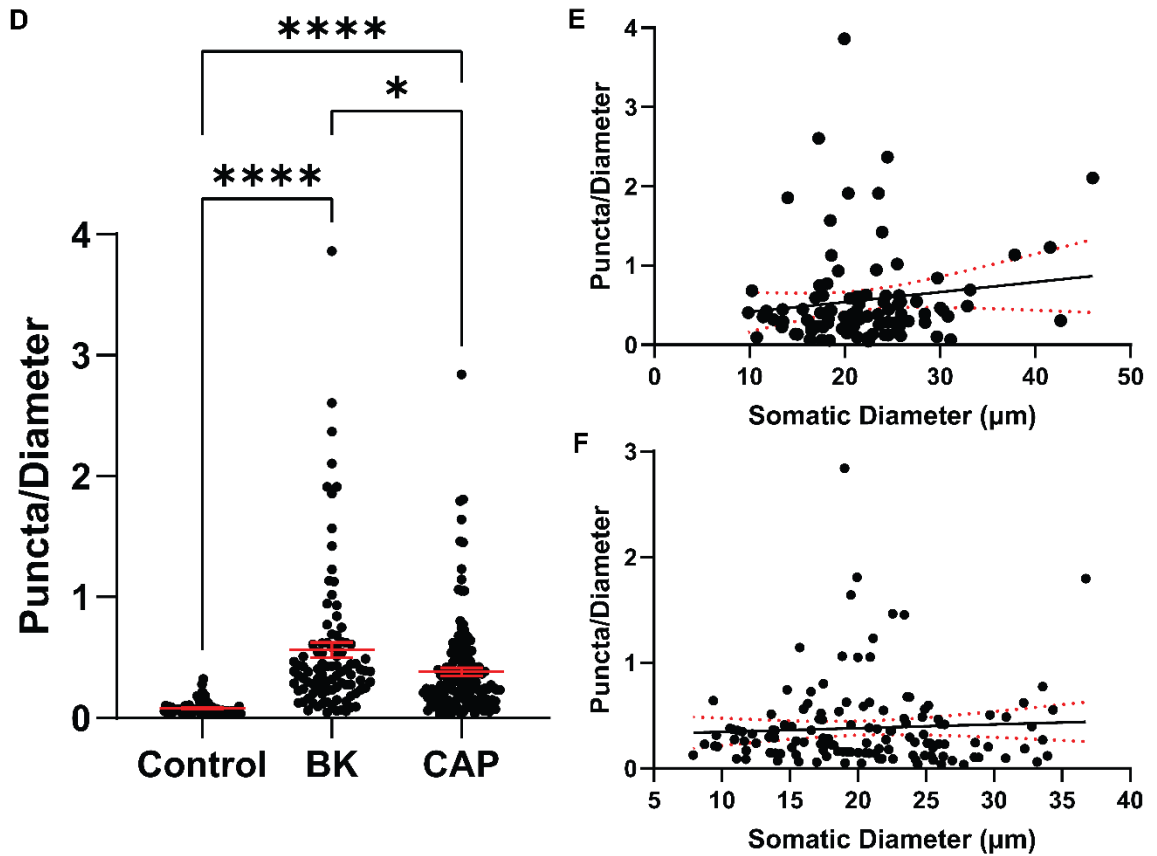 D
****
*
****
Puncta/Diameter
4
3
2
1
0
Control BK CAP
E
Puncta/Diameter
4
3
2
1
0
0 10 20 30 40 50
Somatic Diameter (µm)
F
Puncta/Diameter
3
2
1
0
5 10 15 20 25 30 35 40
Somatic Diameter (µm)